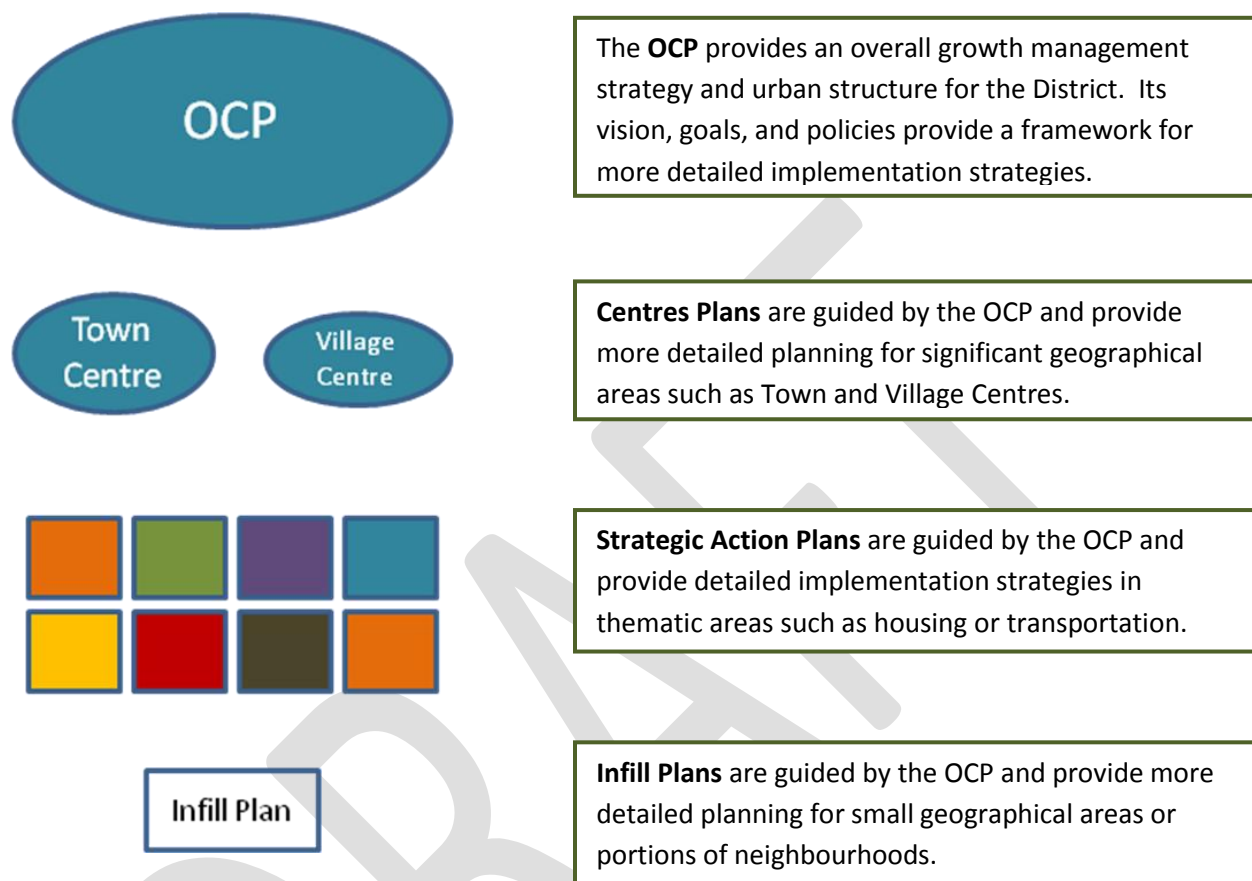 OCP
The OCP provides an overall growth management
strategy and urban structure for the District. Its
vision, goals, and policies provide a framework for
more detailed implementation strategies.
Town
Centre
Village
Centre
Centres Plans are guided by the OCP and provide
more detailed planning for significant geographical
areas such as Town and Village Centres.
Strategic Action Plans are guided by the OCP and
provide detailed implementation strategies in
thematic areas such as housing or transportation.
Infill Plan
Infill Plans are guided by the OCP and provide more
detailed planning for small geographical areas or
portions of neighbourhoods.
DRAFT